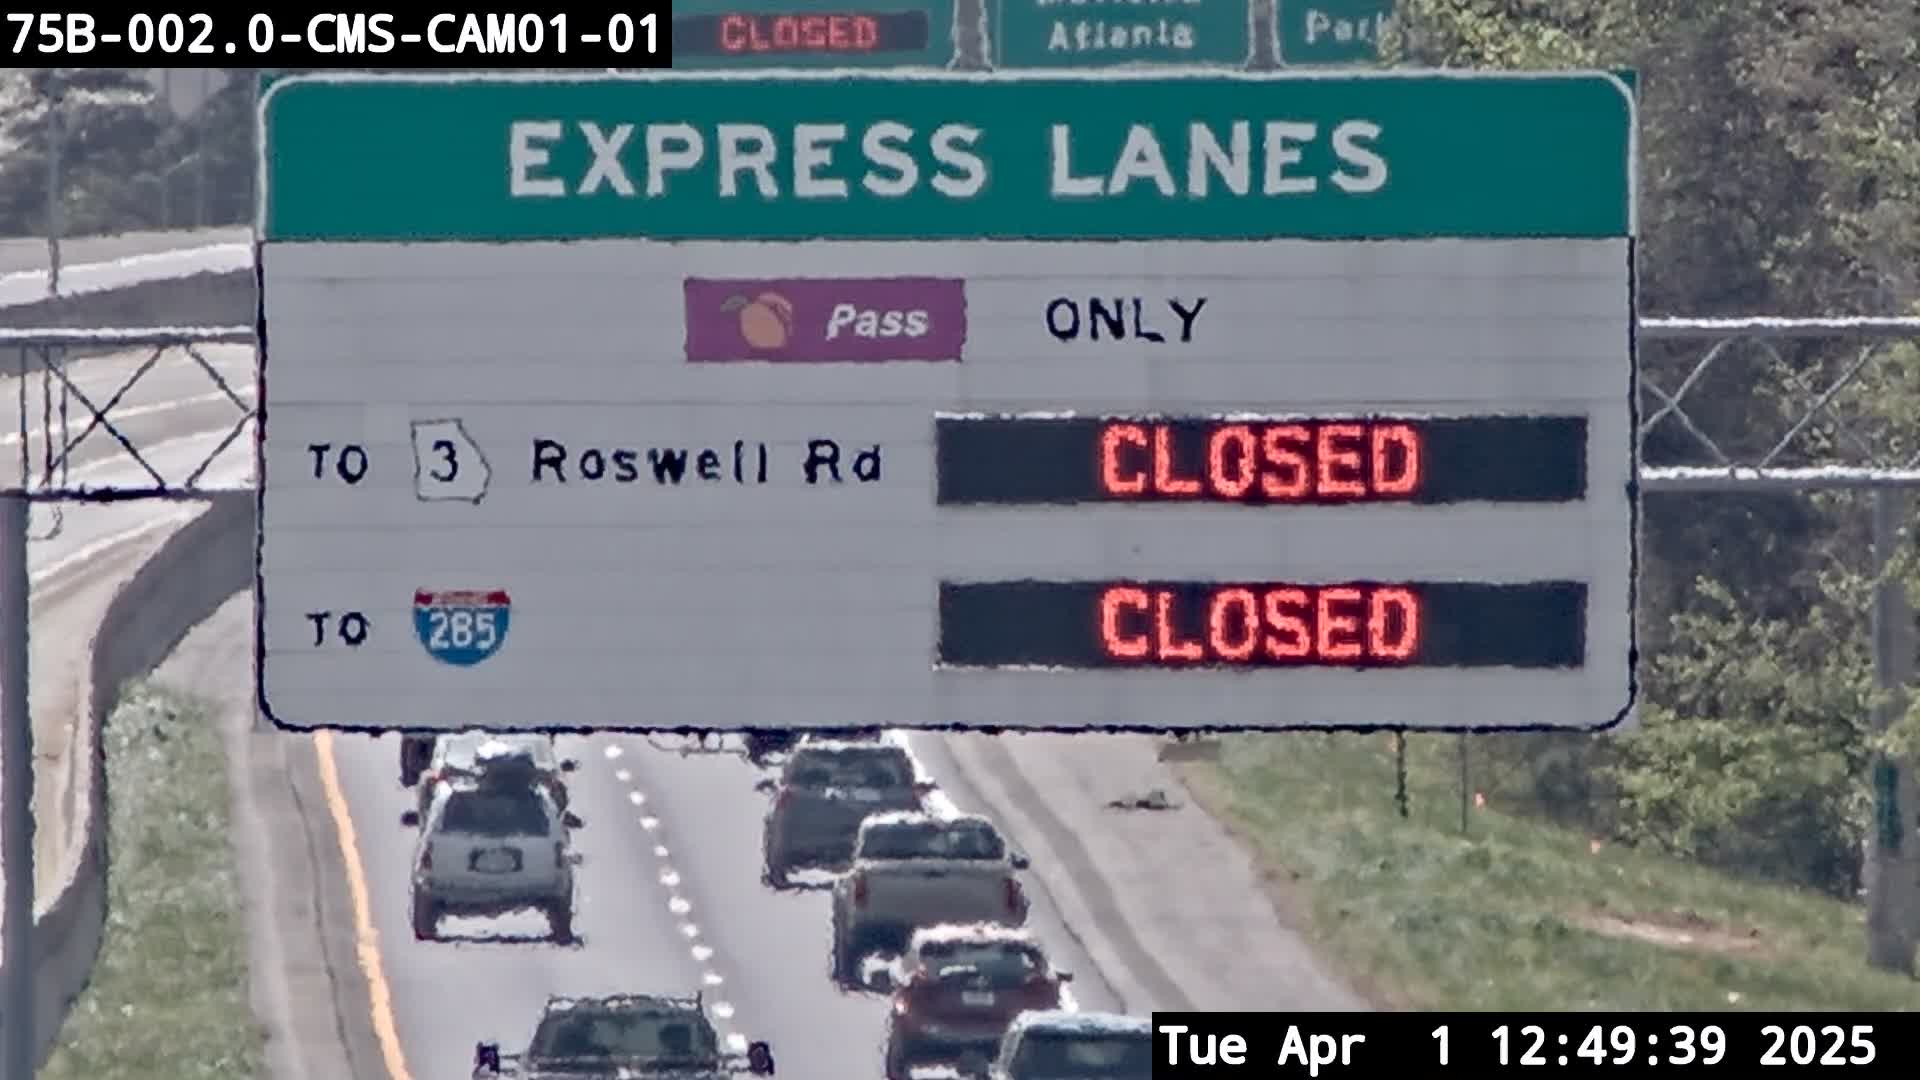 75B-002.0-CMS-CAM01-01
CLOSED
Atlanta
EXPRESS LANES
Pass ONLY
TO 3 Roswell Rd CLOSED
TO 285 CLOSED
Tue Apr 1 12:49:39 2025